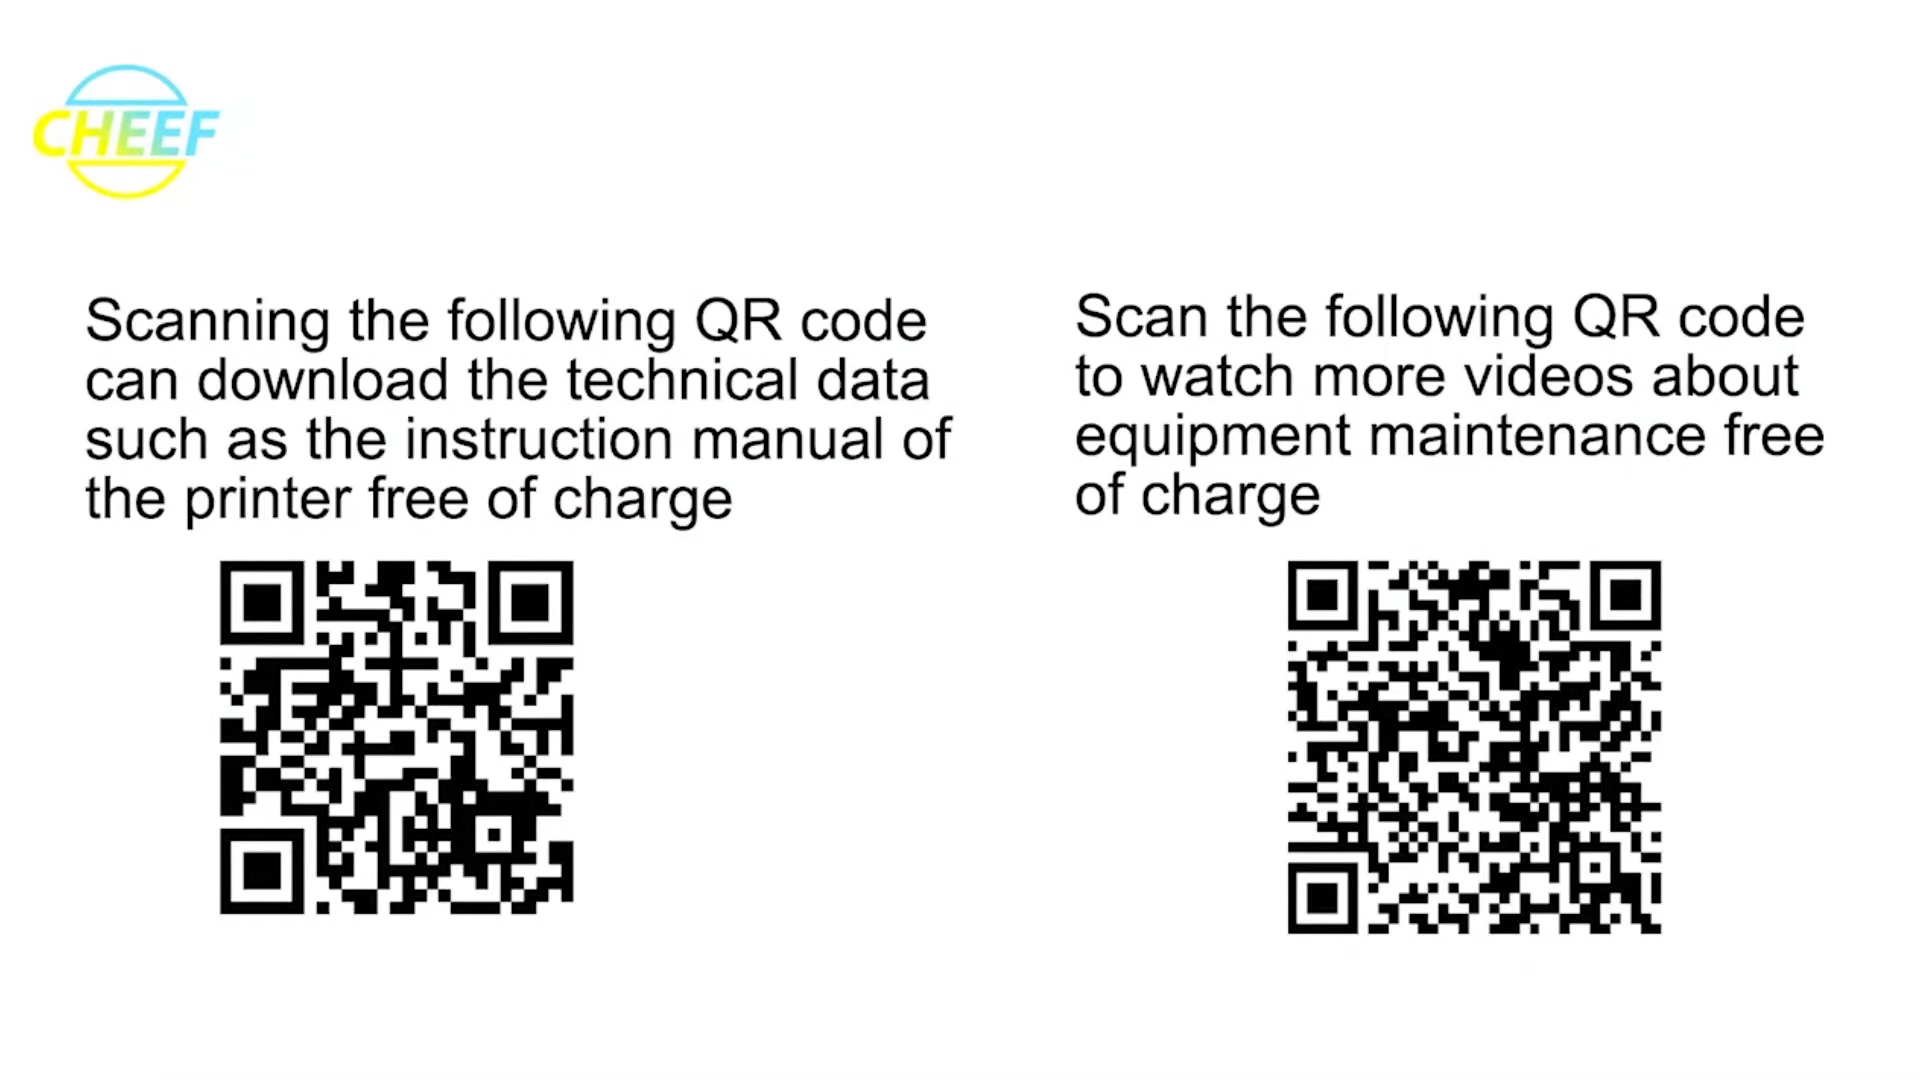 CHEEF
Scanning the following QR code
can download the technical data
such as the instruction manual of
the printer free of charge
Scan the following QR code
to watch more videos about
equipment maintenance free
of charge